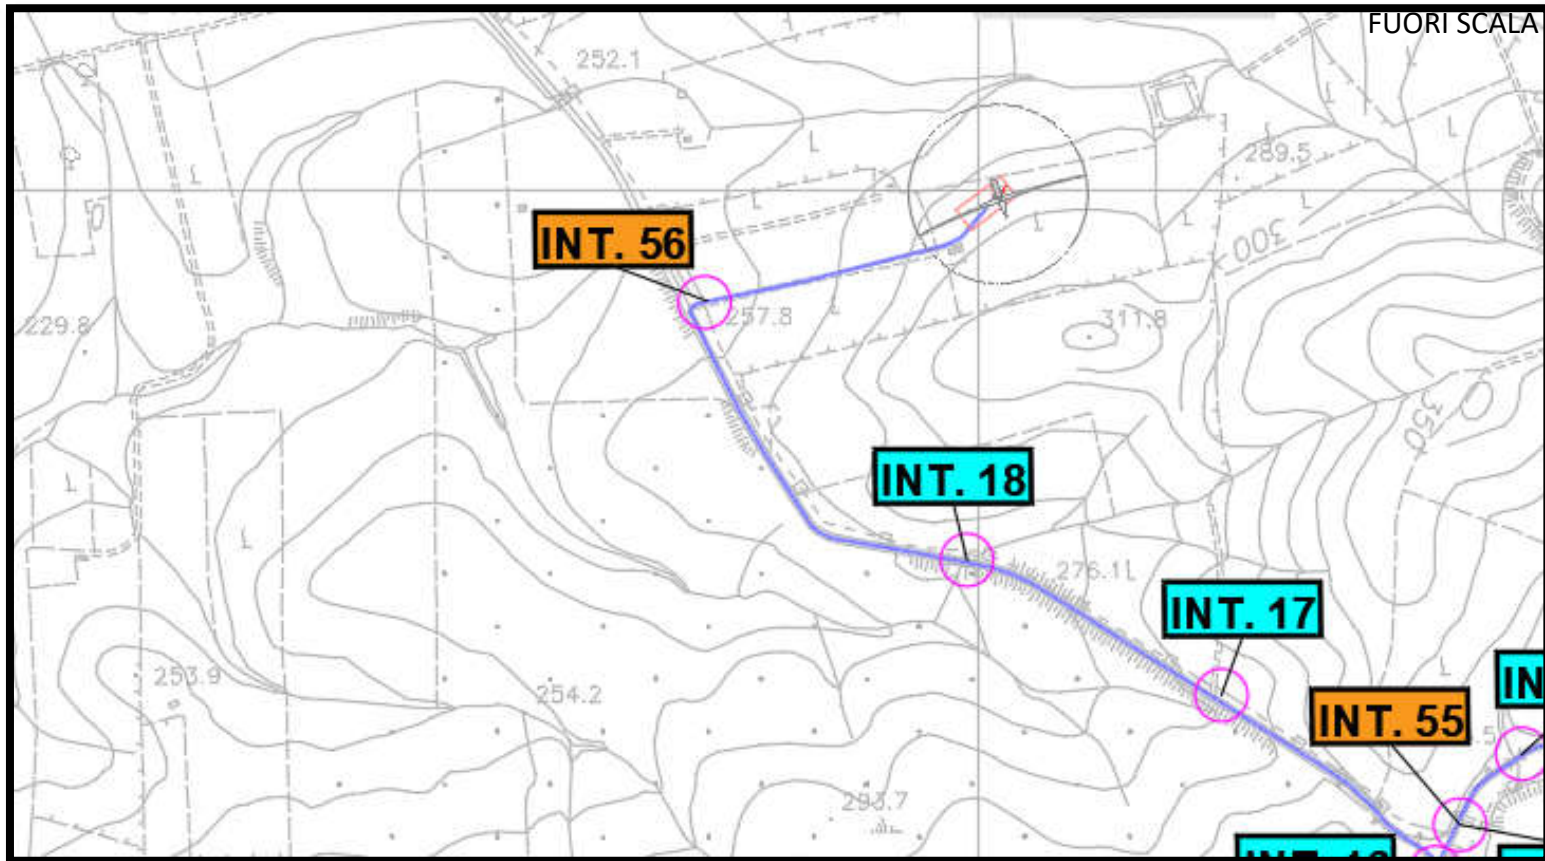 FUORI SCALA
252.1
289.5
INT. 56
300
257.8
311.8
229.8
350
INT. 18
276.1
INT. 17
253.9
254.2
INT. 55
IN
293.7